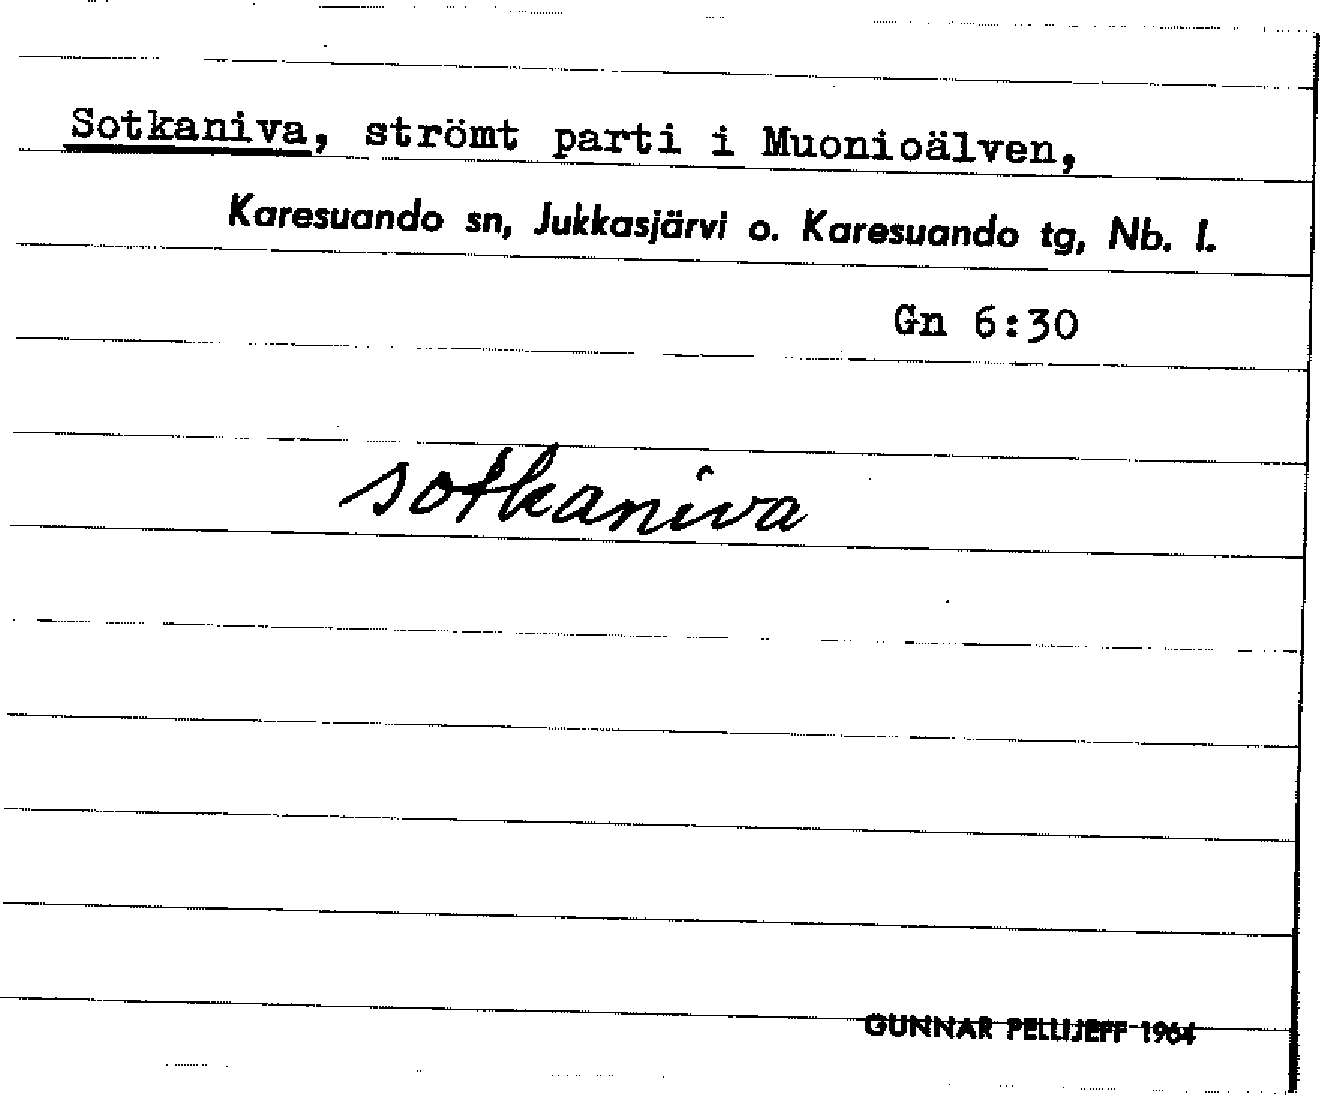 Sotkaniva, strömt parti i Muonioälven,
Karesuando sn, Jukkasjärvi o. Karesuando tg, Nb. l.
Gn 6:30
sotkaniva
GUNNAR PELLIJEFF 1964